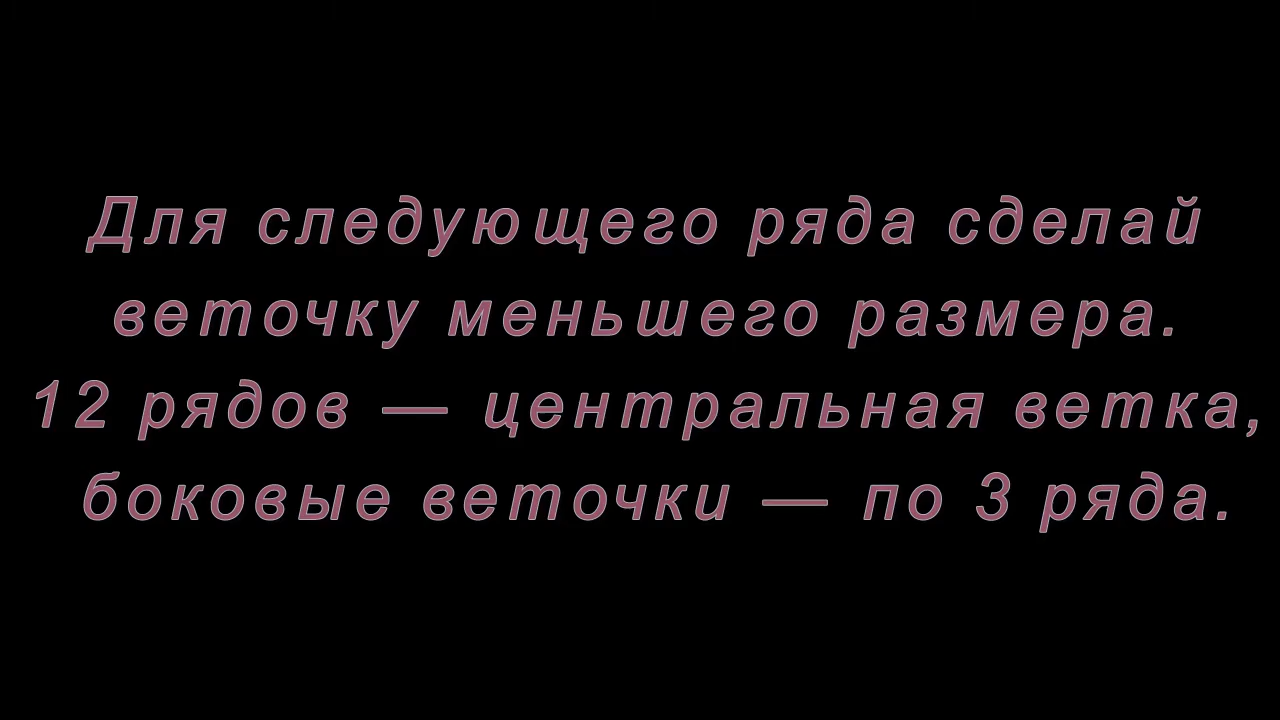 Для следующего ряда сделай
веточку меньшего размера.
12 рядов — центральная ветка,
боковые веточки — по 3 ряда.